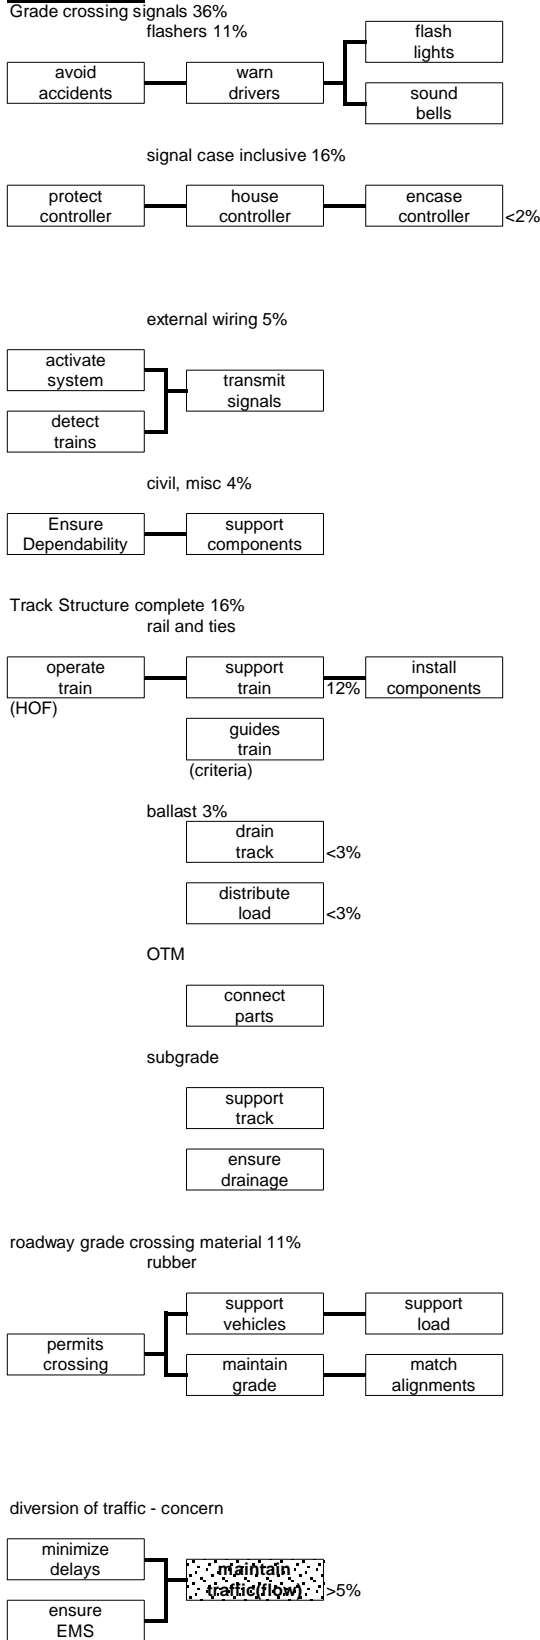 Grade crossing signals 36%
flashers 11%
flash
lights
avoid
accidents
warn
drivers
sound
bells
signal case inclusive 16%
protect
controller
house
controller
encase
controller
<2%
external wiring 5%
activate
system
transmit
signals
detect
trains
civil, misc 4%
Ensure
Dependability
support
components
Track Structure complete 16%
rail and ties
operate
train
(HOF)
support
train
12%
install
components
guides
train
(criteria)
ballast 3%
drain
track
<3%
distribute
load
<3%
OTM
connect
parts
subgrade
support
track
ensure
drainage
roadway grade crossing material 11%
rubber
support
vehicles
support
load
permits
crossing
maintain
grade
match
alignments
diversion of traffic - concern
minimize
delays
maintain
traffic(flow)
>5%
ensure
EMS